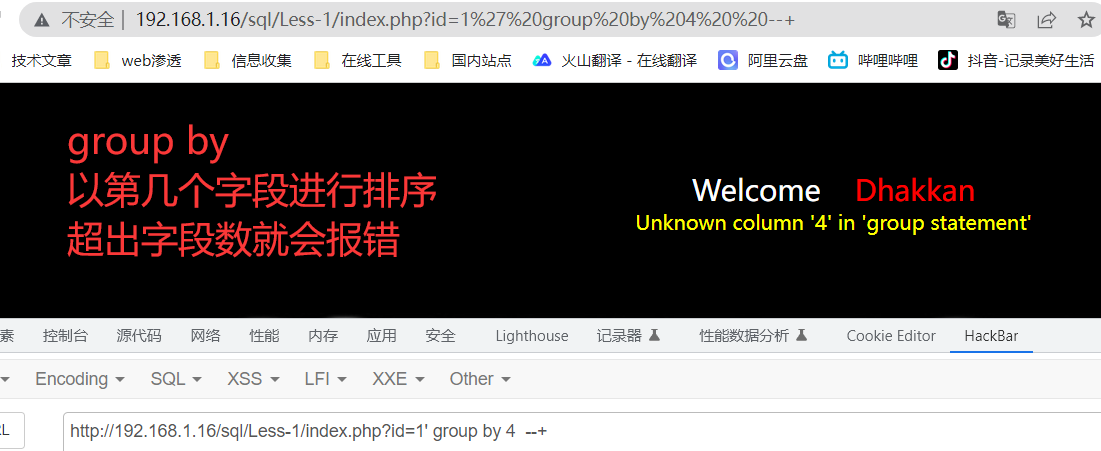 不安全 192.168.1.16/sql/Less-1/index.php?id=1%27%20group%20by%204%20%20--+
技术文章 web渗透 信息收集 在线工具 国内站点 火山翻译 - 在线翻译 阿里云盘 哔哩哔哩 抖音-记录美好生活
group by
以第几个字段进行排序
超出字段数就会报错
Welcome Dhakkan
Unknown column '4' in 'group statement'
素 控制台 源代码 网络 性能 内存 应用 安全 Lighthouse 记录器 性能数据分析 Cookie Editor HackBar
Encoding SQL XSS LFI XXE Other
http://192.168.1.16/sql/Less-1/index.php?id=1' group by 4 --+